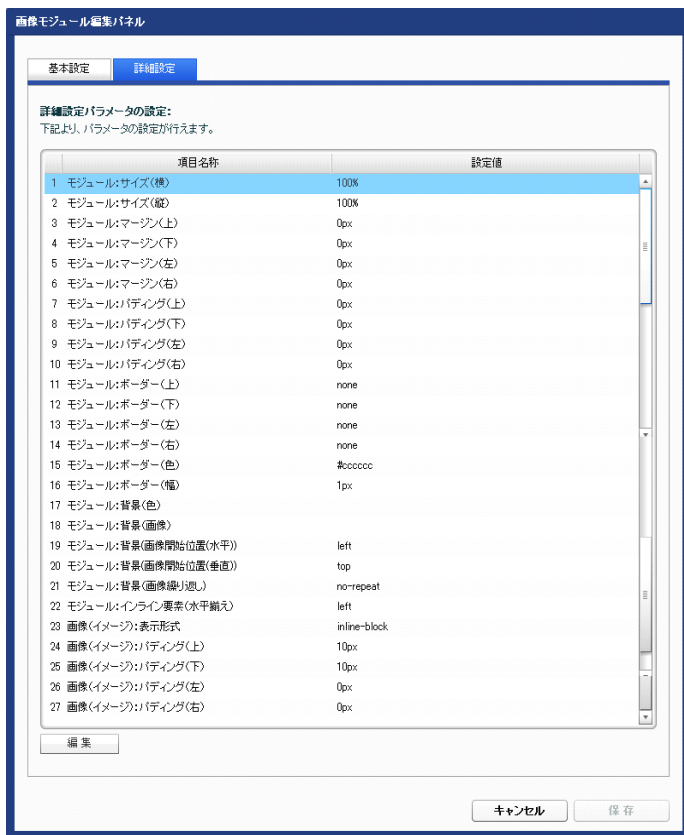 画像モジュール編集パネル
基本設定 詳細設定
詳細設定パラメータの設定:
下記より、パラメータの設定が行えます。
項目名称 設定値
1 モジュール:サイズ(横) 100%
2 モジュール:サイズ(縦) 100%
3 モジュール:マージン(上) 0px
4 モジュール:マージン(下) 0px
5 モジュール:マージン(左) 0px
6 モジュール:マージン(右) 0px
7 モジュール:パディング(上) 0px
8 モジュール:パディング(下) 0px
9 モジュール:パディング(左) 0px
10 モジュール:パディング(右) 0px
11 モジュール:ボーダー(上) none
12 モジュール:ボーダー(下) none
13 モジュール:ボーダー(左) none
14 モジュール:ボーダー(右) none
15 モジュール:ボーダー(色) #cccccc
16 モジュール:ボーダー(幅) 1px
17 モジュール:背景(色)
18 モジュール:背景(画像)
19 モジュール:背景(画像開始位置(水平)) left
20 モジュール:背景(画像開始位置(垂直)) top
21 モジュール:背景(画像繰り返し) no-repeat
22 モジュール:インライン要素(水平揃え) left
23 画像(イメージ):表示形式 inline-block
24 画像(イメージ):パディング(上) 10px
25 画像(イメージ):パディング(下) 10px
26 画像(イメージ):パディング(左) 0px
27 画像(イメージ):パディング(右) 0px
編集
キャンセル 保存